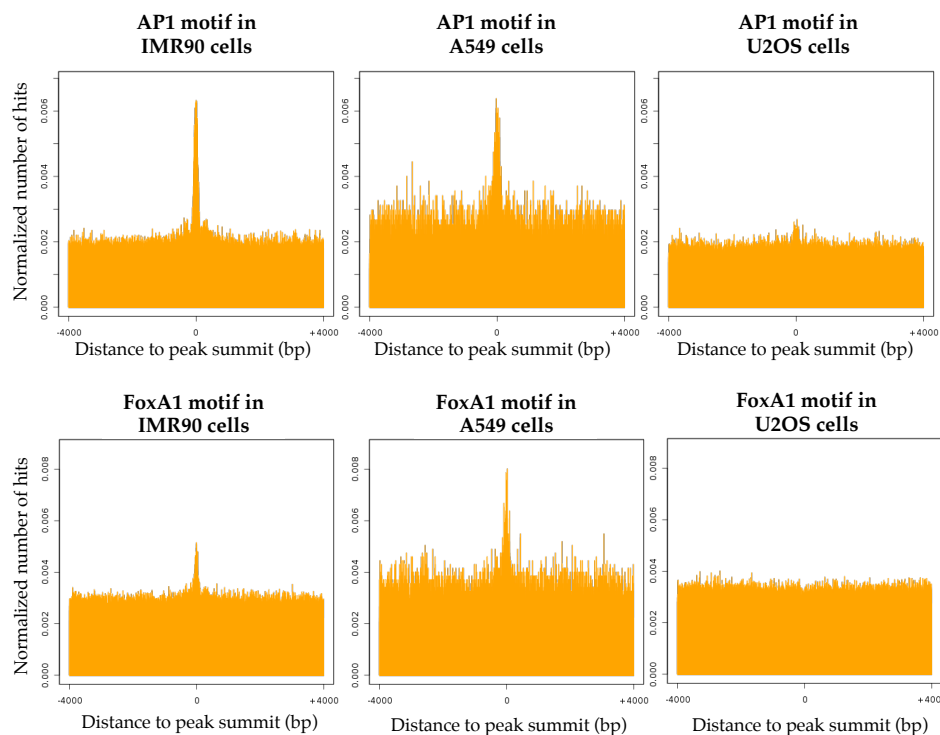 AP1 motif in
IMR90 cells
AP1 motif in
A549 cells
AP1 motif in
U2OS cells
Normalized number of hits
0.006
0.004
0.002
0.000
0.006
0.004
0.002
0.000
0.006
0.004
0.002
0.000
-4000 0 +4000
-4000 0 +4000
-4000 0 +4000
Distance to peak summit (bp)
Distance to peak summit (bp)
Distance to peak summit (bp)
FoxA1 motif in
IMR90 cells
FoxA1 motif in
A549 cells
FoxA1 motif in
U2OS cells
Normalized number of hits
0.008
0.006
0.004
0.002
0.000
0.008
0.006
0.004
0.002
0.000
0.008
0.006
0.004
0.002
0.000
-4000 0 +4000
-4000 0 +4000
-4000 0 +400
Distance to peak summit (bp)
Distance to peak summit (bp)
Distance to peak summit (bp)